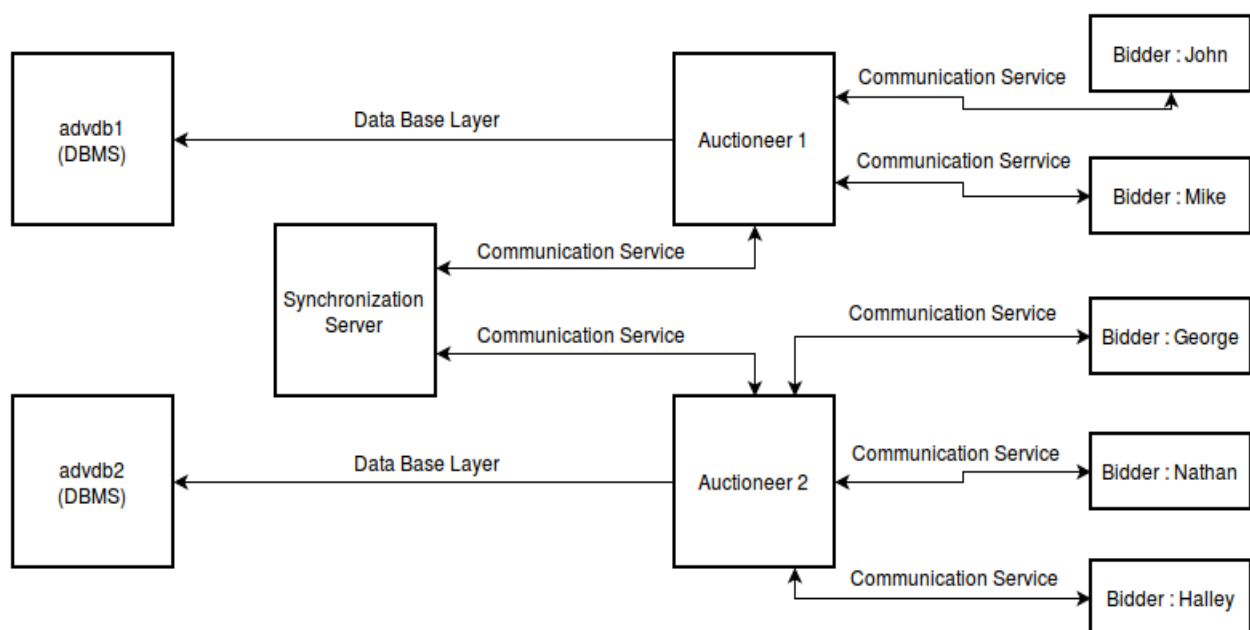 Bidder : John
Communication Service
advdb1
(DBMS)
Data Base Layer
Auctioneer 1
Communication Serrvice
Bidder : Mike
Communication Service
Synchronization
Server
Communication Service
Communication Service
Bidder : George
advdb2
(DBMS)
Data Base Layer
Auctioneer 2
Communication Service
Bidder : Nathan
Communication Service
Bidder : Halley